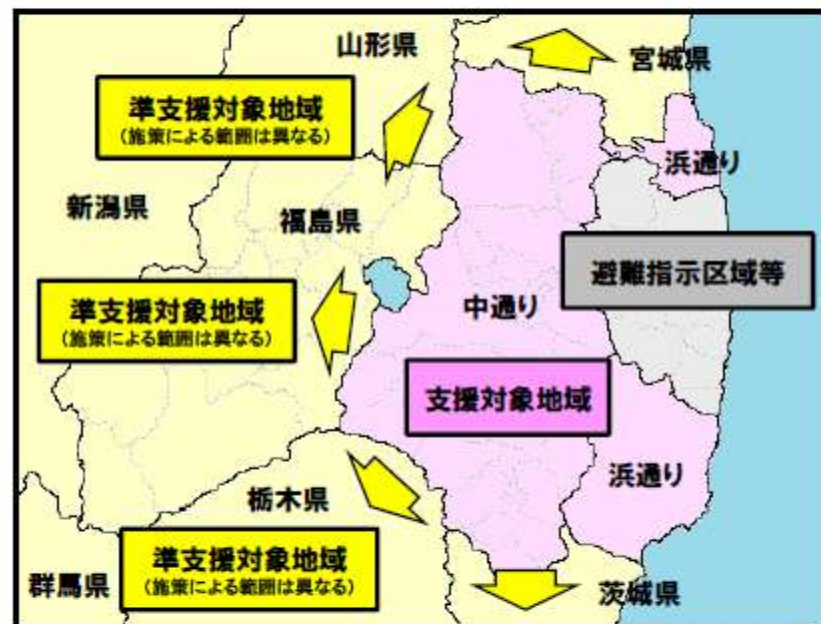 山形県
宮城県
準支援対象地域
(施策による範囲は異なる)
浜通り
新潟県
福島県
避難指示区域等
準支援対象地域
(施策による範囲は異なる)
中通り
支援対象地域
浜通り
栃木県
準支援対象地域
(施策による範囲は異なる)
群馬県
茨城県